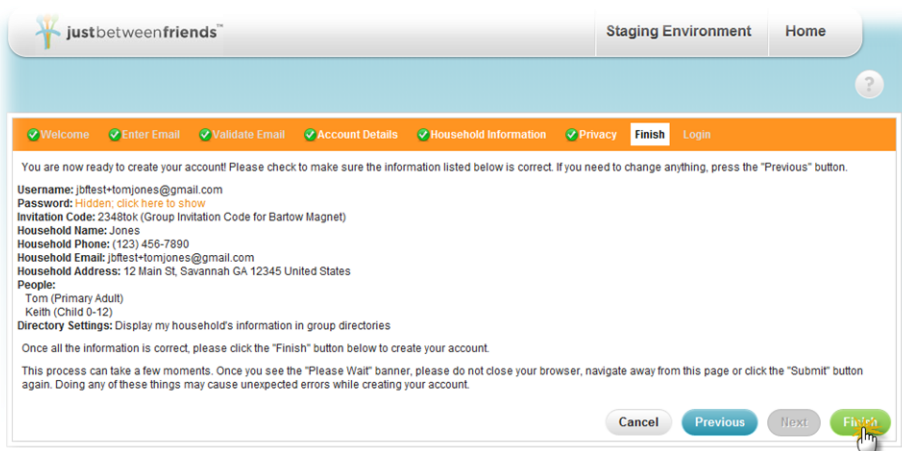 justbetweenfriends™
Staging Environment Home
?
Welcome Enter Email Validate Email Account Details Household Information Privacy Finish Login
You are now ready to create your account! Please check to make sure the information listed below is correct. If you need to change anything, press the "Previous" button.
Username: jbftest+tomjones@gmail.com
Password: Hidden; click here to show
Invitation Code: 2348tok (Group Invitation Code for Bartow Magnet)
Household Name: Jones
Household Phone: (123) 456-7890
Household Email: jbftest+tomjones@gmail.com
Household Address: 12 Main St, Savannah GA 12345 United States
People:
Tom (Primary Adult)
Keith (Child 0-12)
Directory Settings: Display my household's information in group directories
Once all the information is correct, please click the "Finish" button below to create your account.
This process can take a few moments. Once you see the "Please Wait" banner, please do not close your browser, navigate away from this page or click the "Submit" button
again. Doing any of these things may cause unexpected errors while creating your account.
Cancel Previous Next Finish